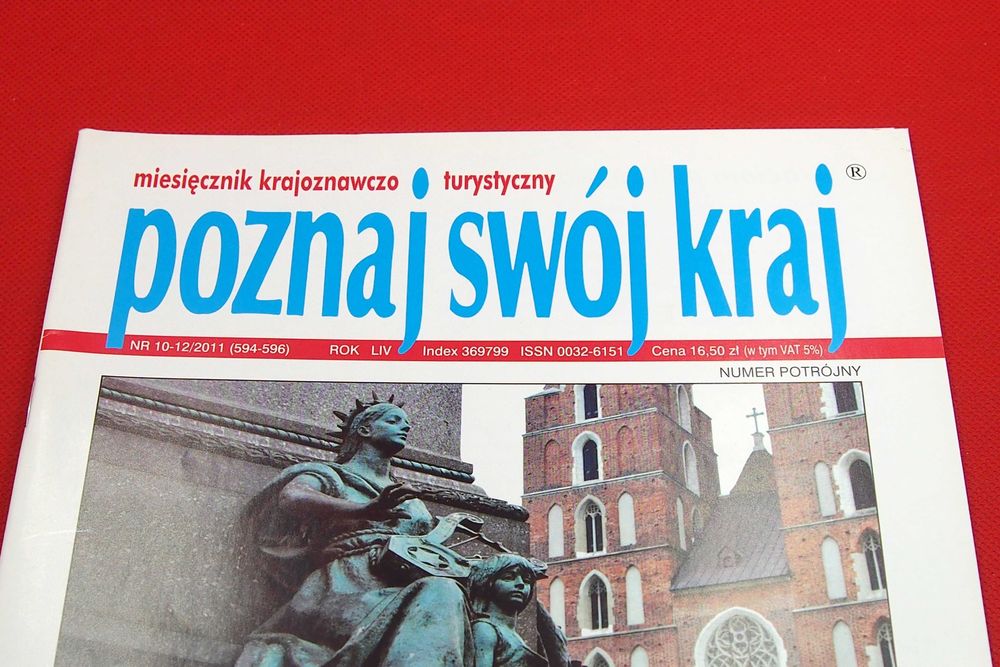 miesięcznik krajoznawczo turystyczny
poznaj swój kraj ®
NR 10-12/2011 (594-596) ROK LIV Index 369799 ISSN 0032-6151 Cena 16,50 zł (w tym VAT 5%)
NUMER POTRÓJNY